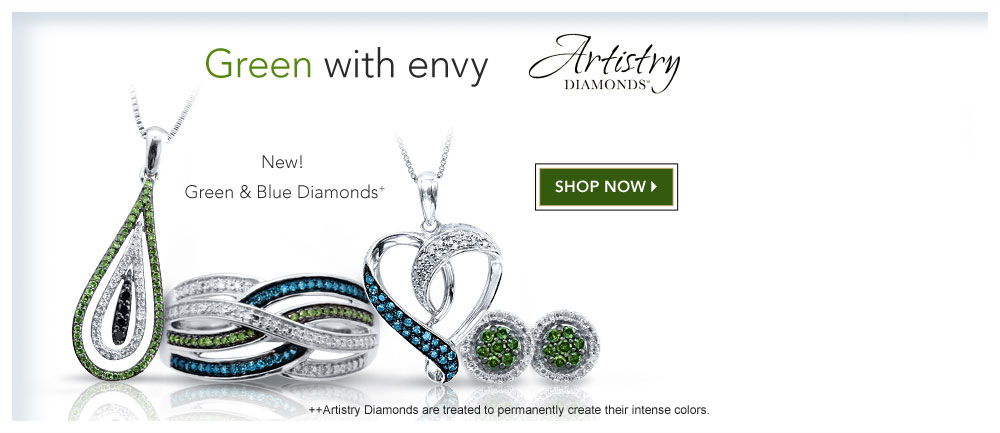 Green with envy
Artistry
DIAMONDS™
New!
Green & Blue Diamonds+
SHOP NOW
++Artistry Diamonds are treated to permanently create their intense colors.